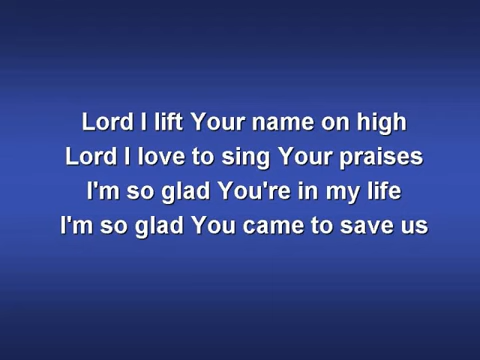 Lord I lift Your name on high
Lord I love to sing Your praises
I'm so glad You're in my life
I'm so glad You came to save us